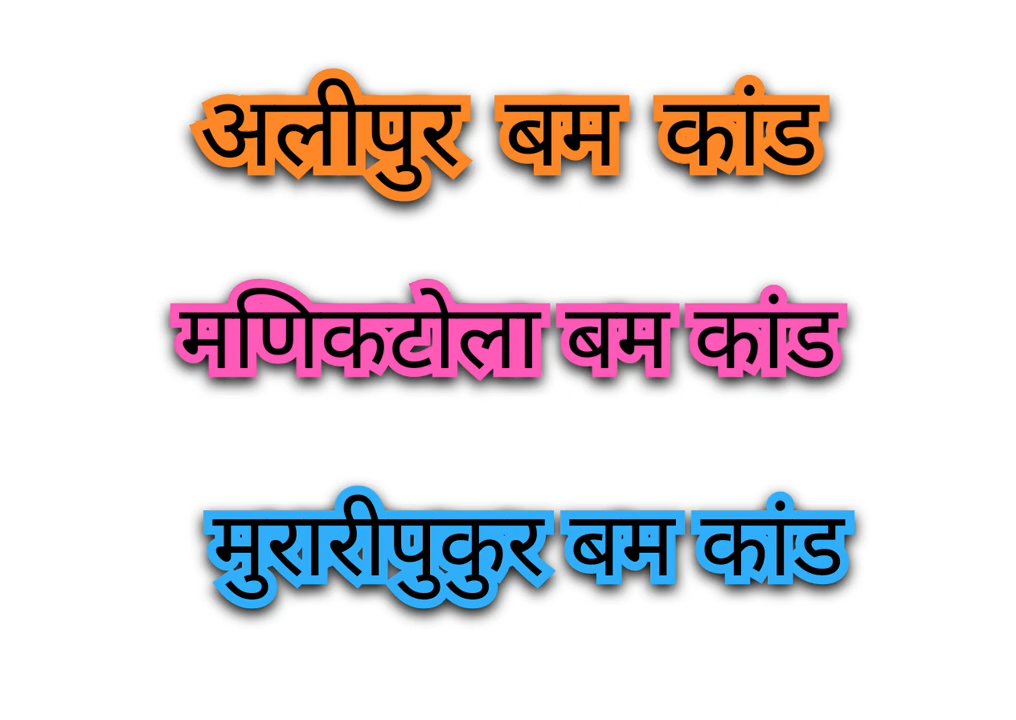 अलीपुर बम कांड
मणिकटोला बम कांड
मुरारीपुकुर बम कांड